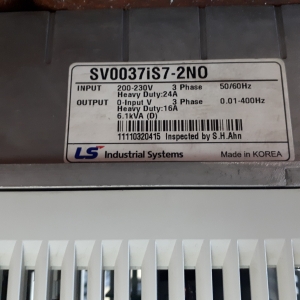 SV0037iS7-2NO
INPUT 200-230V 3 Phase 50/60Hz
Heavy Duty:24A
OUTPUT 0-Input V 3 Phase 0.01-400Hz
Heavy Duty:16A
6.1kVA (D)
11110320415 Inspected by S.H.Ahn
LS Industrial Systems Made in KOREA